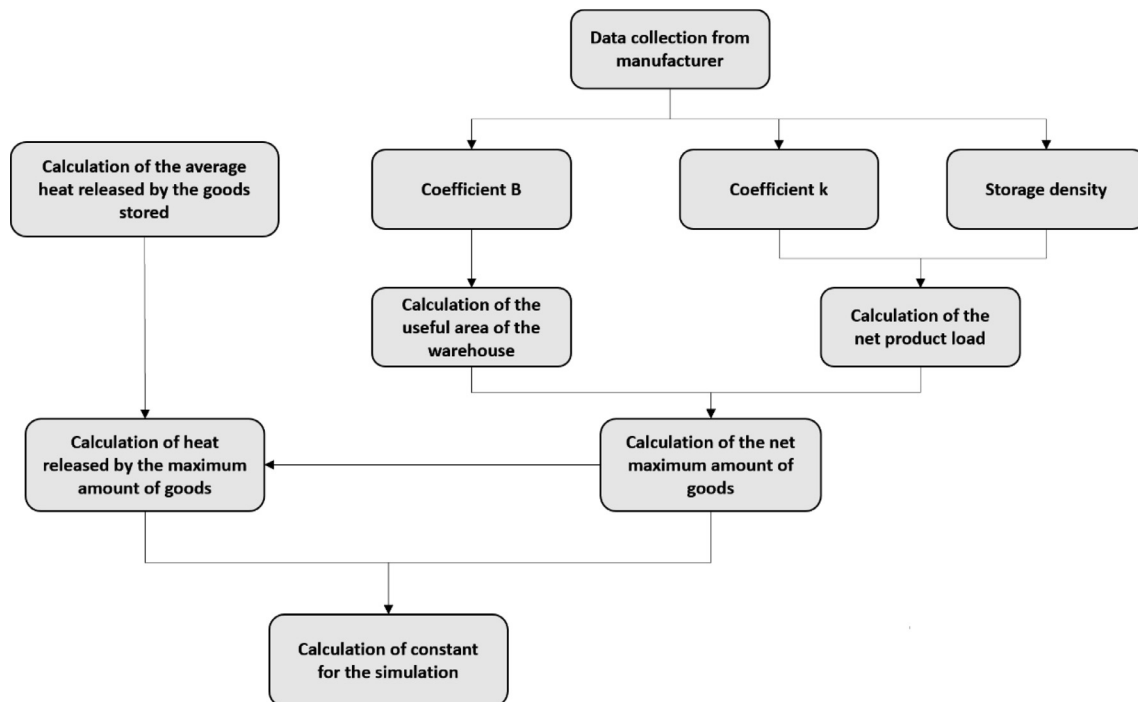 Data collection from
manufacturer
Calculation of the average
heat released by the goods
stored
Coefficient B
Coefficient k
Storage density
Calculation of the
useful area of the
warehouse
Calculation of the
net product load
Calculation of heat
released by the maximum
amount of goods
Calculation of the net
maximum amount of
goods
Calculation of constant
for the simulation